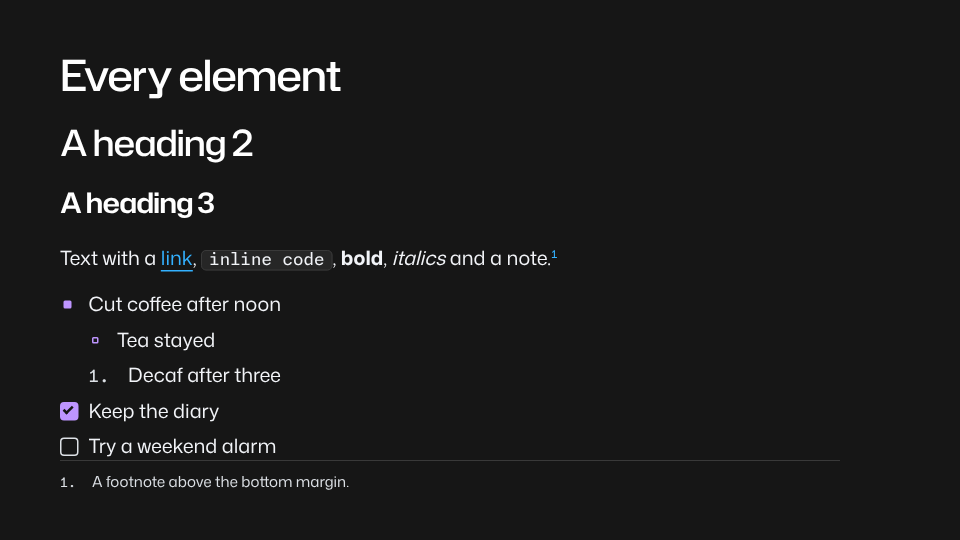 Every element
A heading 2
A heading 3
Text with a link, inline code, bold, italics and a note.1
Cut coffee after noon
Tea stayed
1. Decaf after three
Keep the diary
Try a weekend alarm
1. A footnote above the bottom margin.